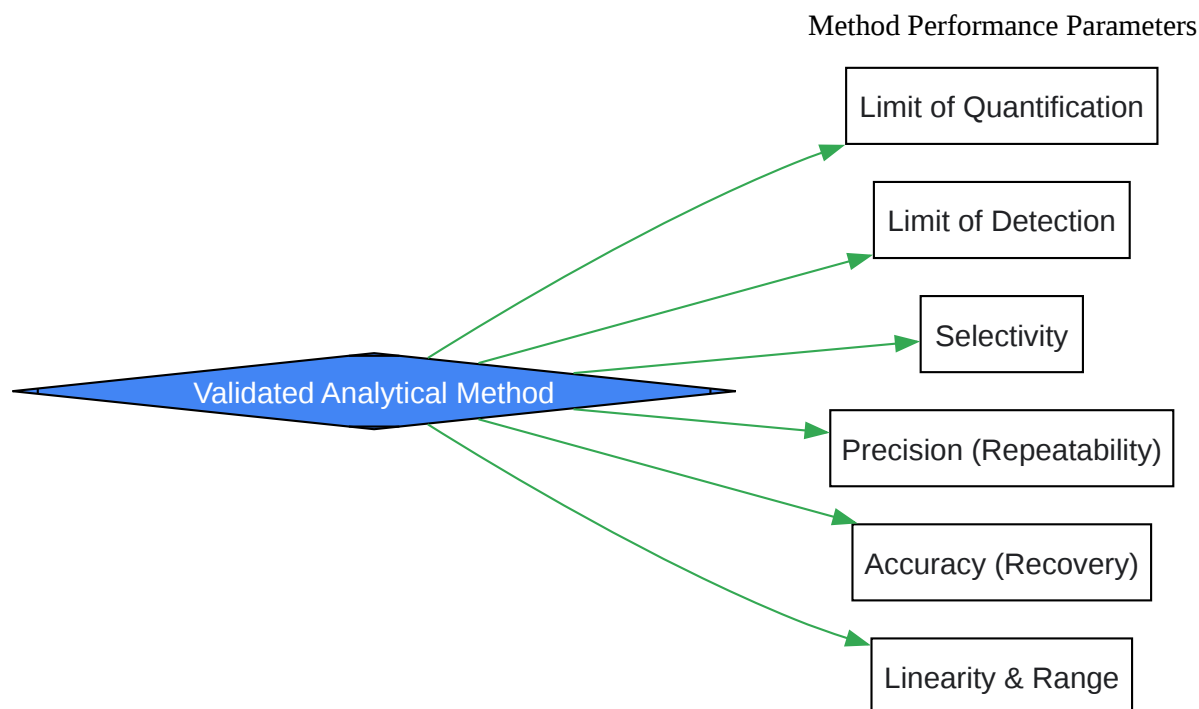 Method Performance Parameters
Limit of Quantification
Limit of Detection
Selectivity
Validated Analytical Method
Precision (Repeatability)
Accuracy (Recovery)
Linearity & Range